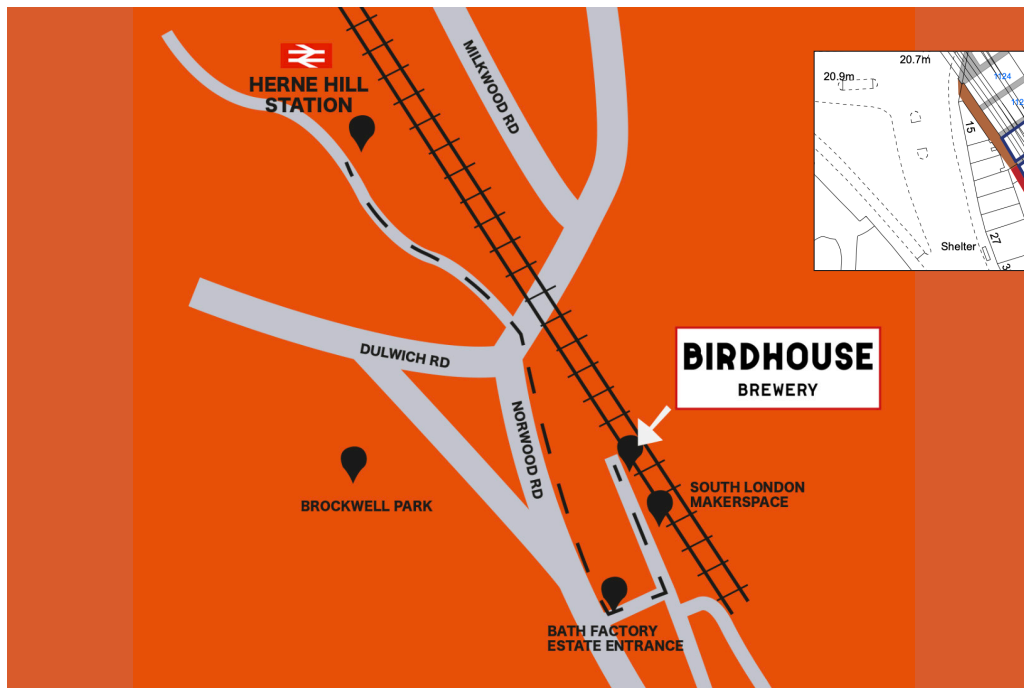 HERNE HILL
STATION
MILKWOOD RD
20.7m
20.9m
1124
15
27
Shelter
BIRDHOUSE
BREWERY
DULWICH RD
NORWOOD RD
BROCKWELL PARK
SOUTH LONDON
MAKERSPACE
BATH FACTORY
ESTATE ENTRANCE